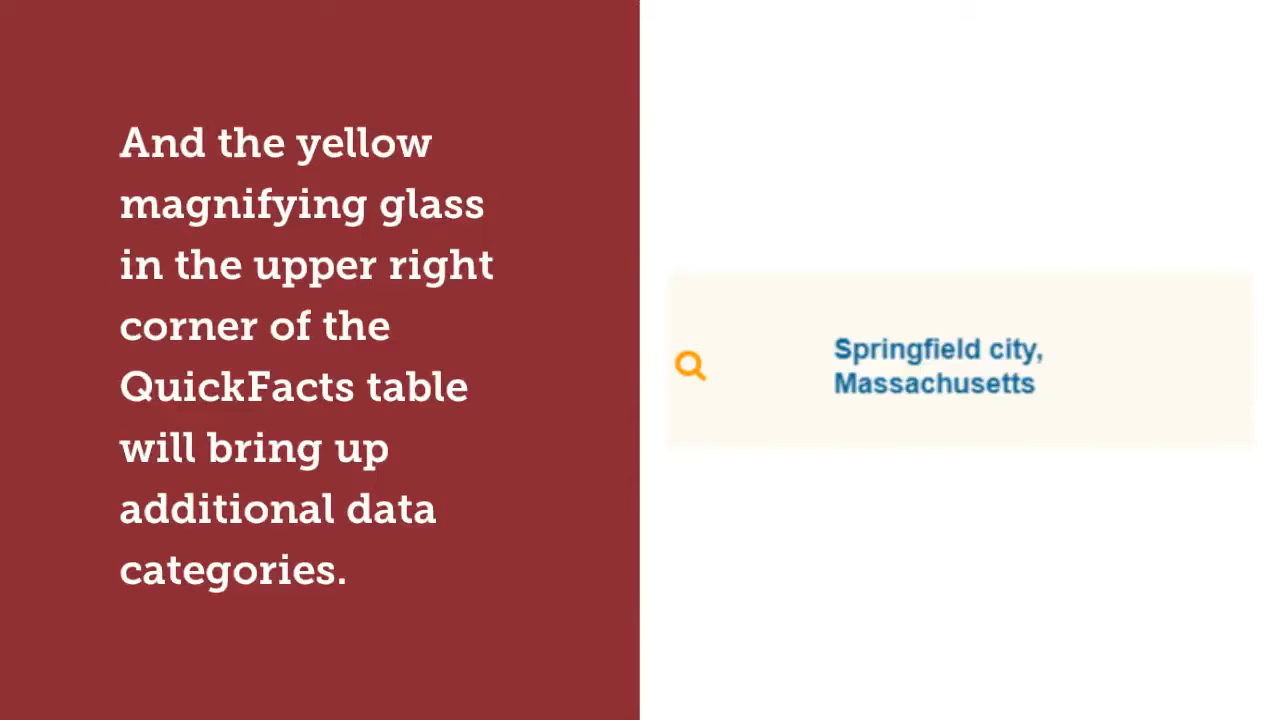 And the yellow
magnifying glass
in the upper right
corner of the
QuickFacts table
will bring up
additional data
categories.
Springfield city,
Massachusetts